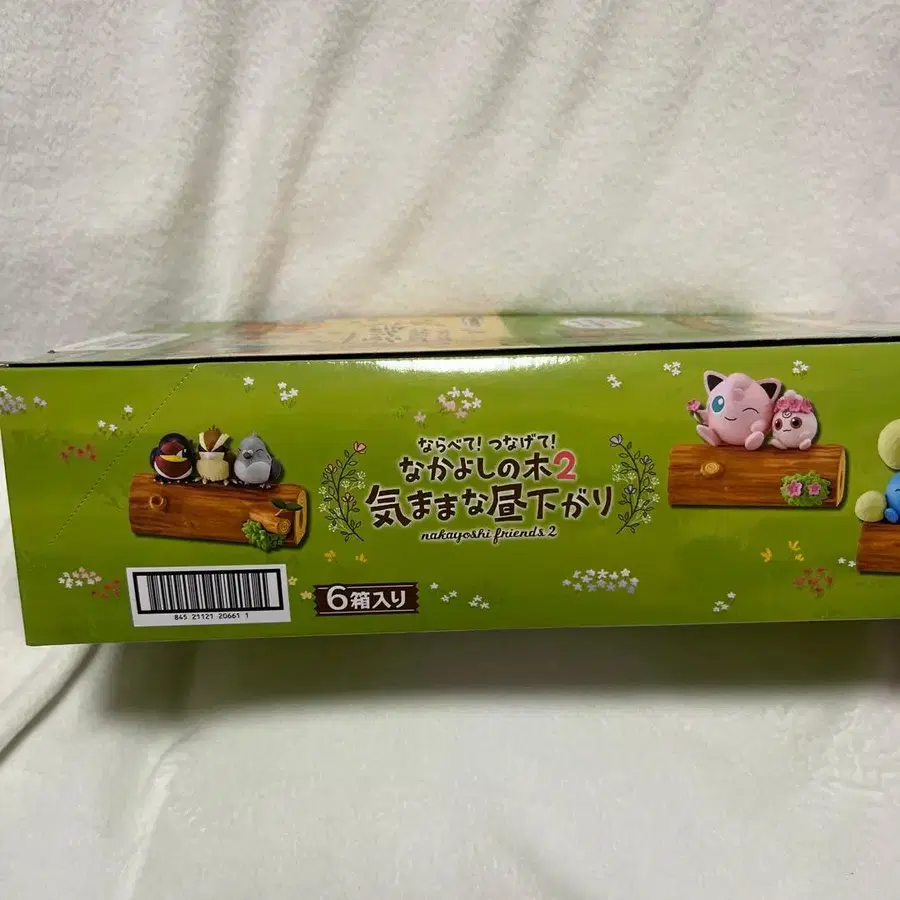 ならべて! つなげて!
なかよしの木2
気ままな昼下がり
nakayoshi friends 2
845 21121 20661 1
6箱入り